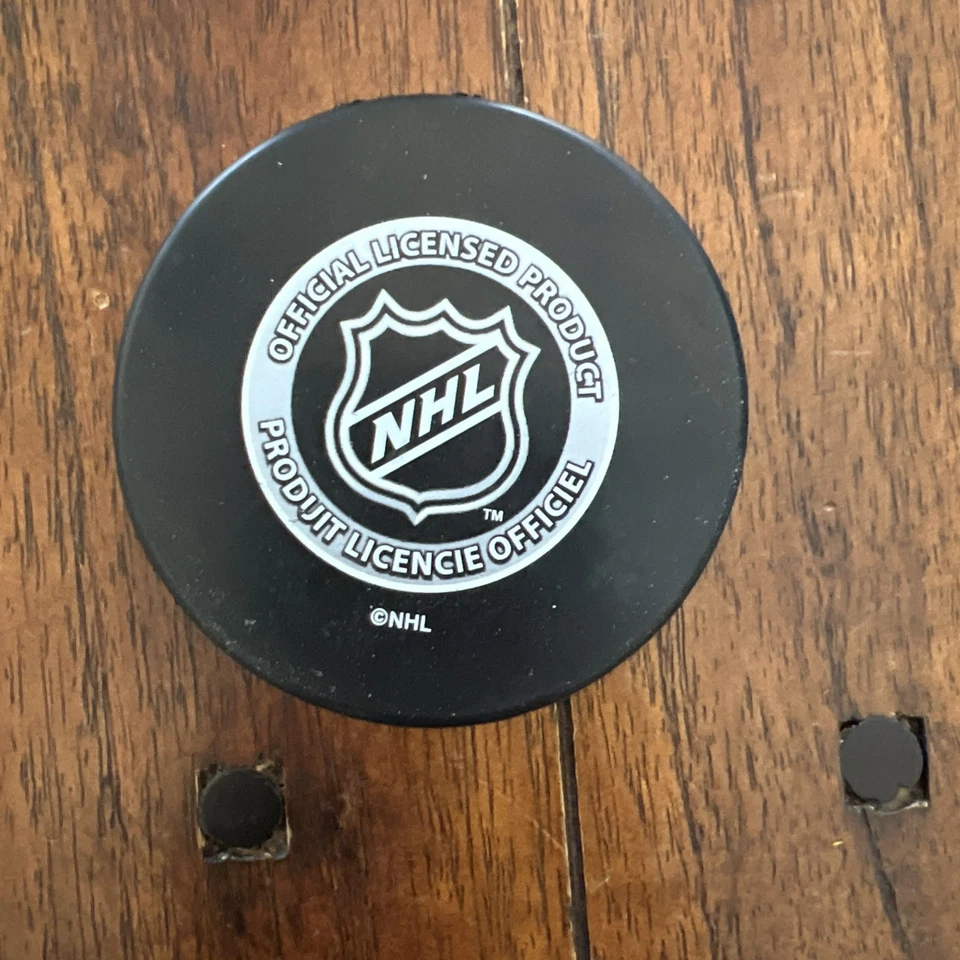 OFFICIAL LICENSED PRODUCT
NHL
TM
PRODUIT LICENCIE OFFICIEL
©NHL